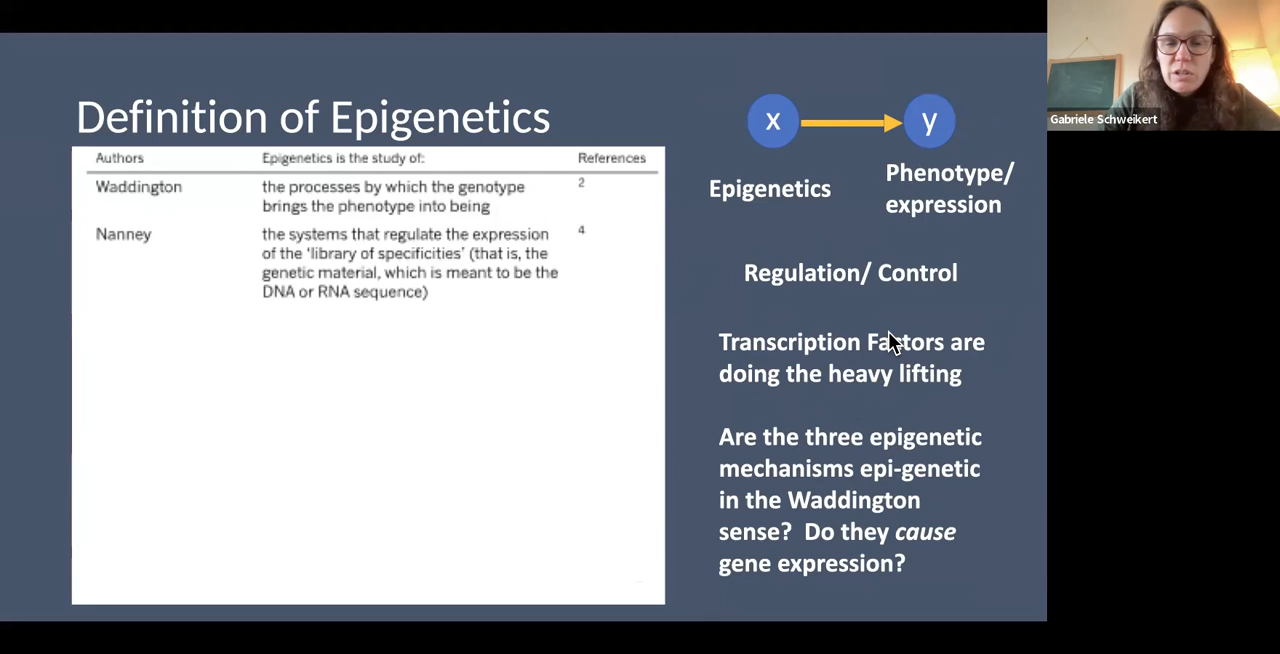 Definition of Epigenetics
Authors Epigenetics is the study of: References
Waddington the processes by which the genotype 2
brings the phenotype into being
Nanney the systems that regulate the expression 4
of the ‘library of specificities’ (that is, the
genetic material, which is meant to be the
DNA or RNA sequence)
x y
Epigenetics
Phenotype/
expression
Regulation/ Control
Transcription Factors are
doing the heavy lifting
Are the three epigenetic
mechanisms epi-genetic
in the Waddington
sense? Do they cause
gene expression?
Gabriele Schweikert